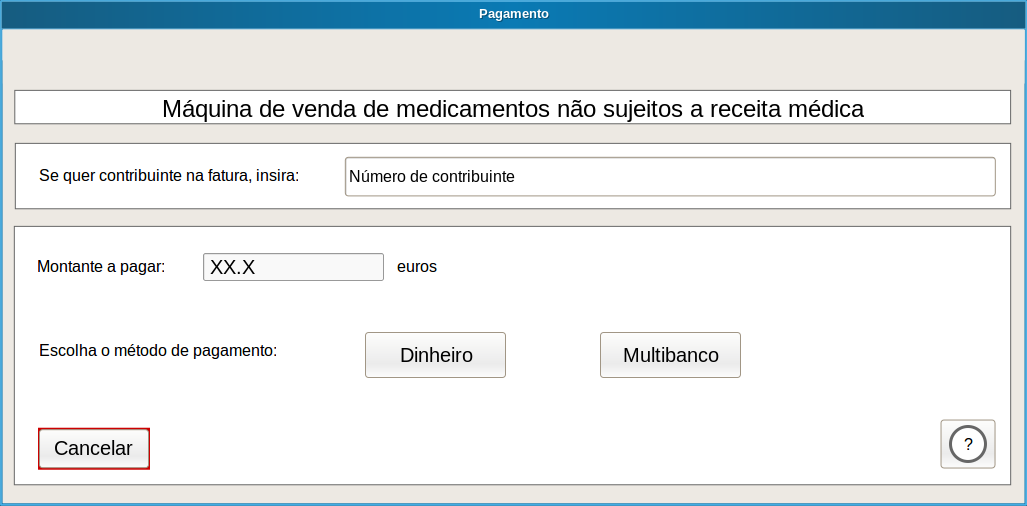 Pagamento
Máquina de venda de medicamentos não sujeitos a receita médica
Se quer contribuinte na fatura, insira: Número de contribuinte
Montante a pagar: XX.X euros
Escolha o método de pagamento: Dinheiro Multibanco
Cancelar ?